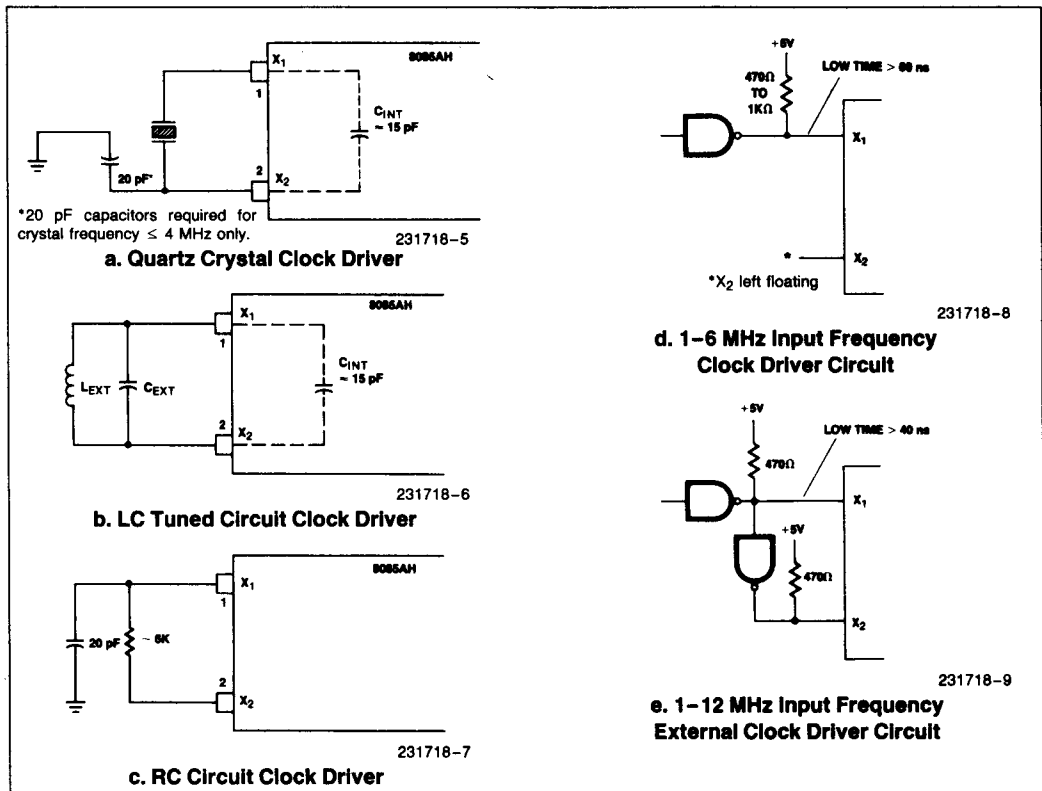 8085AH
X1
1
CINT
~ 15 pF
20 pF*
2
X2
*20 pF capacitors required for
crystal frequency ≤ 4 MHz only.
231718-5
a. Quartz Crystal Clock Driver
8085AH
X1
1
CINT
~ 15 pF
LEXT
CEXT
2
X2
231718-6
b. LC Tuned Circuit Clock Driver
8085AH
X1
1
20 pF
~ 6K
2
X2
231718-7
c. RC Circuit Clock Driver
+5V
470Ω
TO
1KΩ
LOW TIME > 60 ns
X1
*
X2
*X2 left floating
231718-8
d. 1-6 MHz Input Frequency
Clock Driver Circuit
+5V
470Ω
LOW TIME > 40 ns
X1
+5V
470Ω
X2
231718-9
e. 1-12 MHz Input Frequency
External Clock Driver Circuit